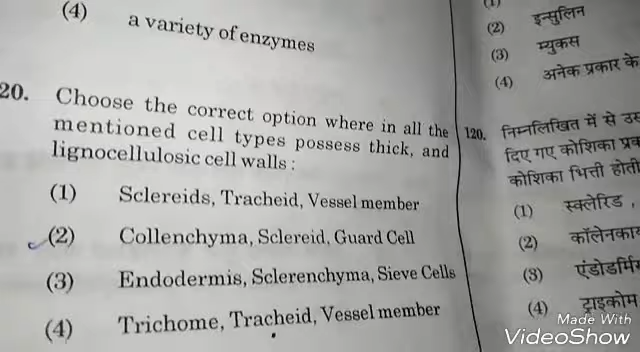 (4) a variety of enzymes
20. Choose the correct option where in all the
mentioned cell types possess thick, and
lignocellulosic cell walls :
(1) Sclereids, Tracheid, Vessel member
(2) Collenchyma, Sclereid, Guard Cell
(3) Endodermis, Sclerenchyma, Sieve Cells
(4) Trichome, Tracheid, Vessel member
(1)
(2) इन्सुलिन
(3) म्युकस
(4) अनेक प्रकार के
120. निम्नलिखित में से उस
दिए गए कोशिका प्रक
कोशिका भित्ती होती
(1) स्क्लेरिड ,
(2) कॉलेनकाय
(3) एंडोडर्मि
(4) ट्राइकोम
Made With
VideoShow